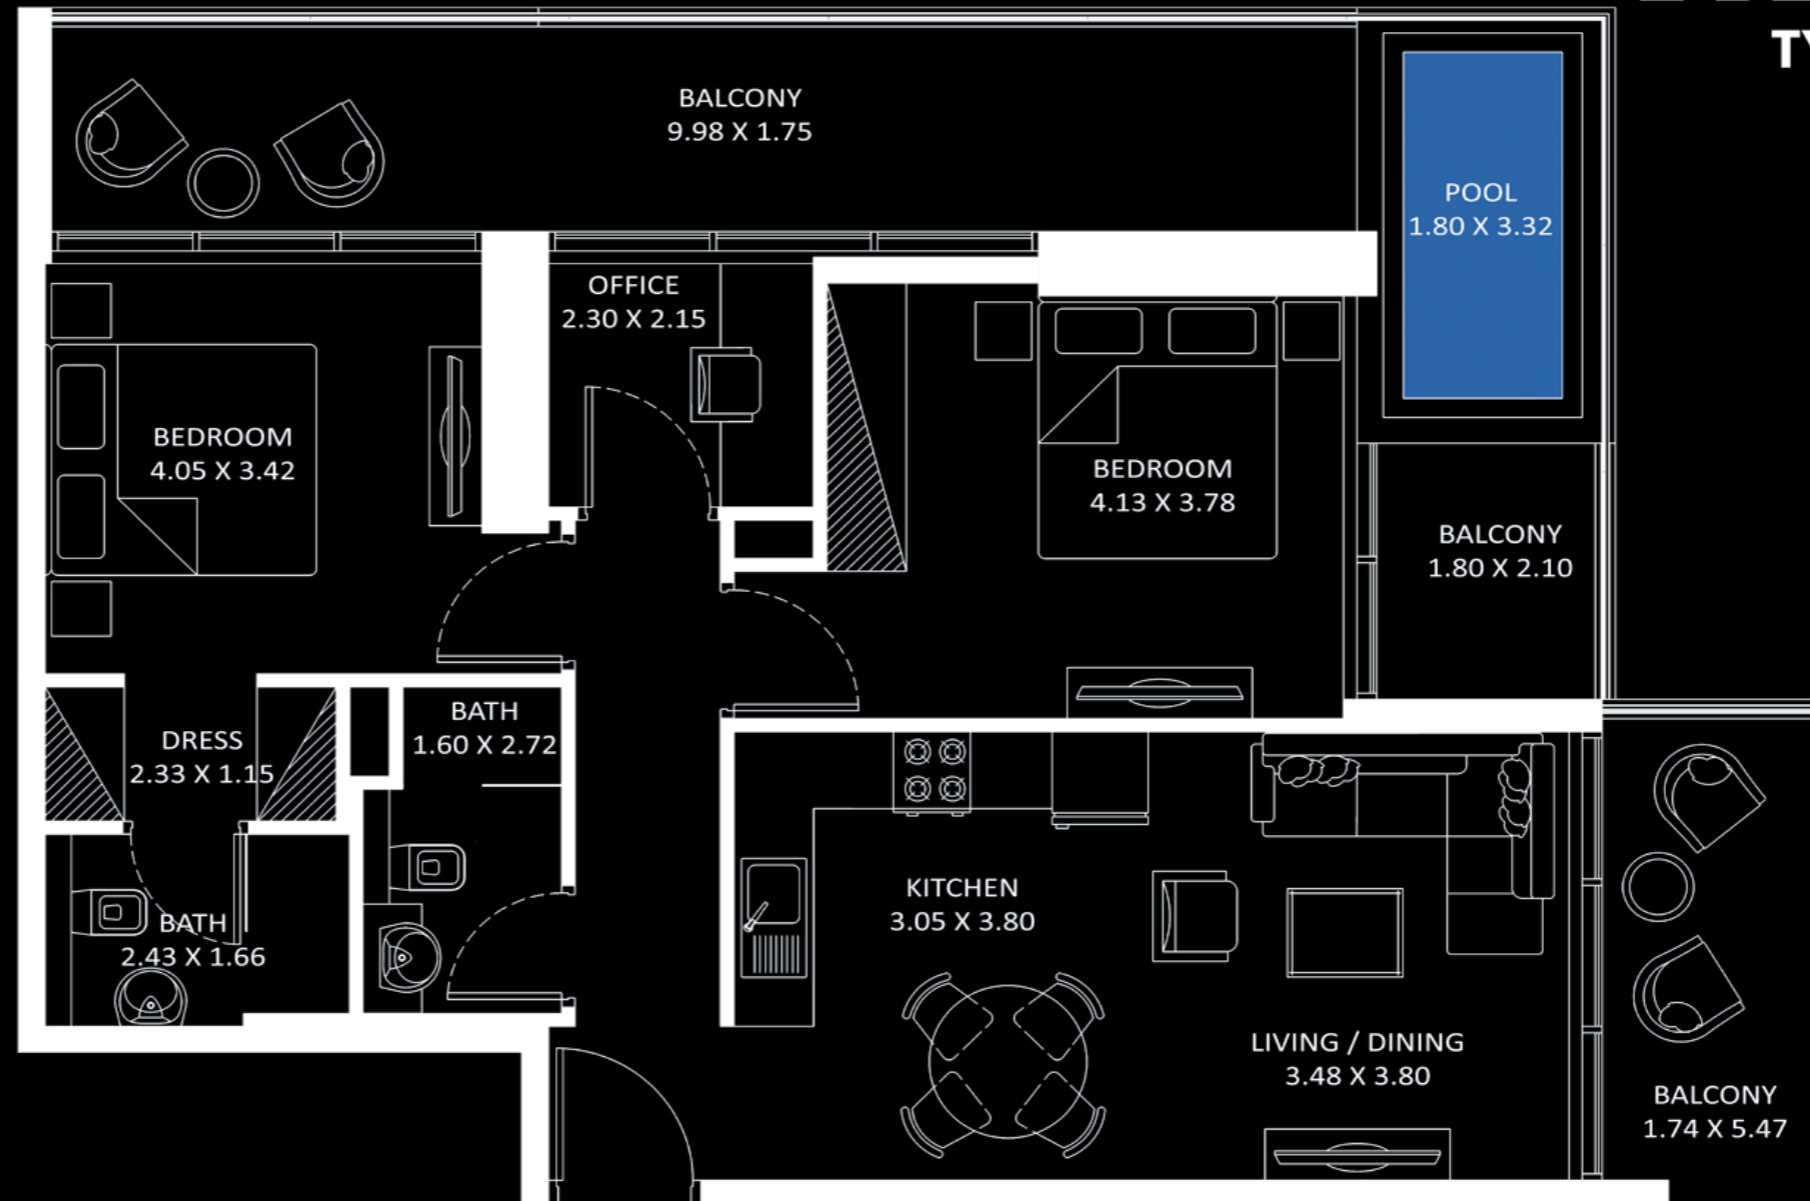 TY
BALCONY
9.98 X 1.75
POOL
1.80 X 3.32
OFFICE
2.30 X 2.15
BEDROOM
4.05 X 3.42
BEDROOM
4.13 X 3.78
BALCONY
1.80 X 2.10
BATH
1.60 X 2.72
DRESS
2.33 X 1.15
KITCHEN
3.05 X 3.80
BATH
2.43 X 1.66
LIVING / DINING
3.48 X 3.80
BALCONY
1.74 X 5.47